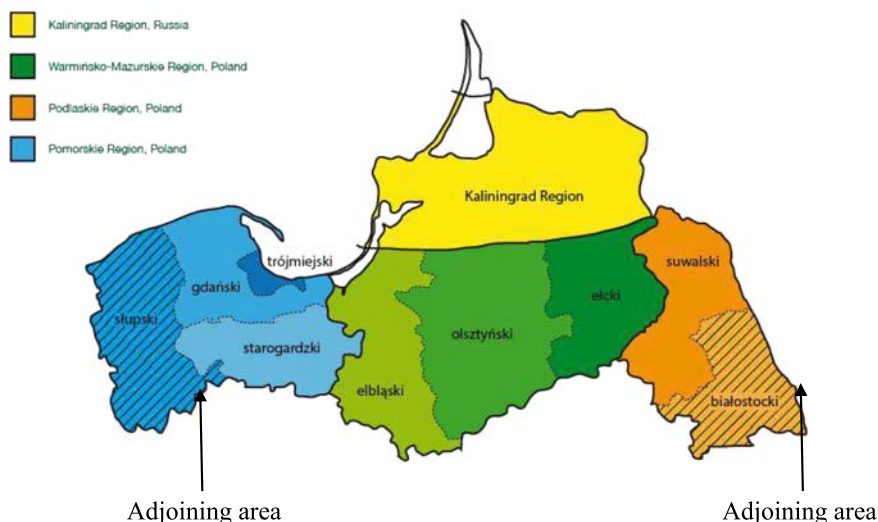 Kaliningrad Region, Russia
Warmińsko-Mazurskie Region, Poland
Podlaskie Region, Poland
Pomorskie Region, Poland
Kaliningrad Region
trójmiejski
suwalski
gdański
ełcki
słupski
olsztyński
starogardzki
elbląski
białostocki
Adjoining area
Adjoining area